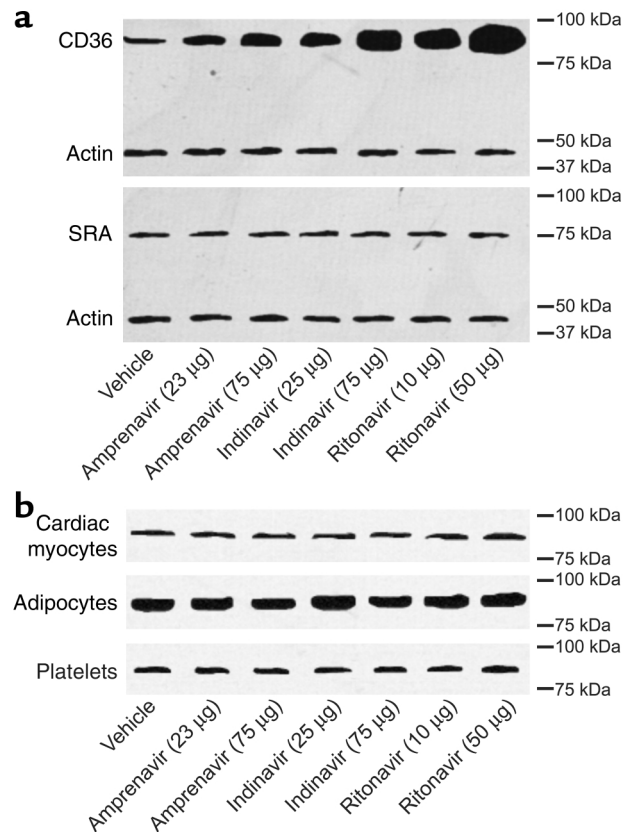 a
CD36
Actin
100 kDa
75 kDa
50 kDa
37 kDa
SRA
Actin
100 kDa
75 kDa
50 kDa
37 kDa
Vehicle
Amprenavir (23 µg)
Amprenavir (75 µg)
Indinavir (25 µg)
Indinavir (75 µg)
Ritonavir (10 µg)
Ritonavir (50 µg)
b
Cardiac
myocytes
100 kDa
75 kDa
Adipocytes
100 kDa
75 kDa
Platelets
100 kDa
75 kDa
Vehicle
Amprenavir (23 µg)
Amprenavir (75 µg)
Indinavir (25 µg)
Indinavir (75 µg)
Ritonavir (10 µg)
Ritonavir (50 µg)